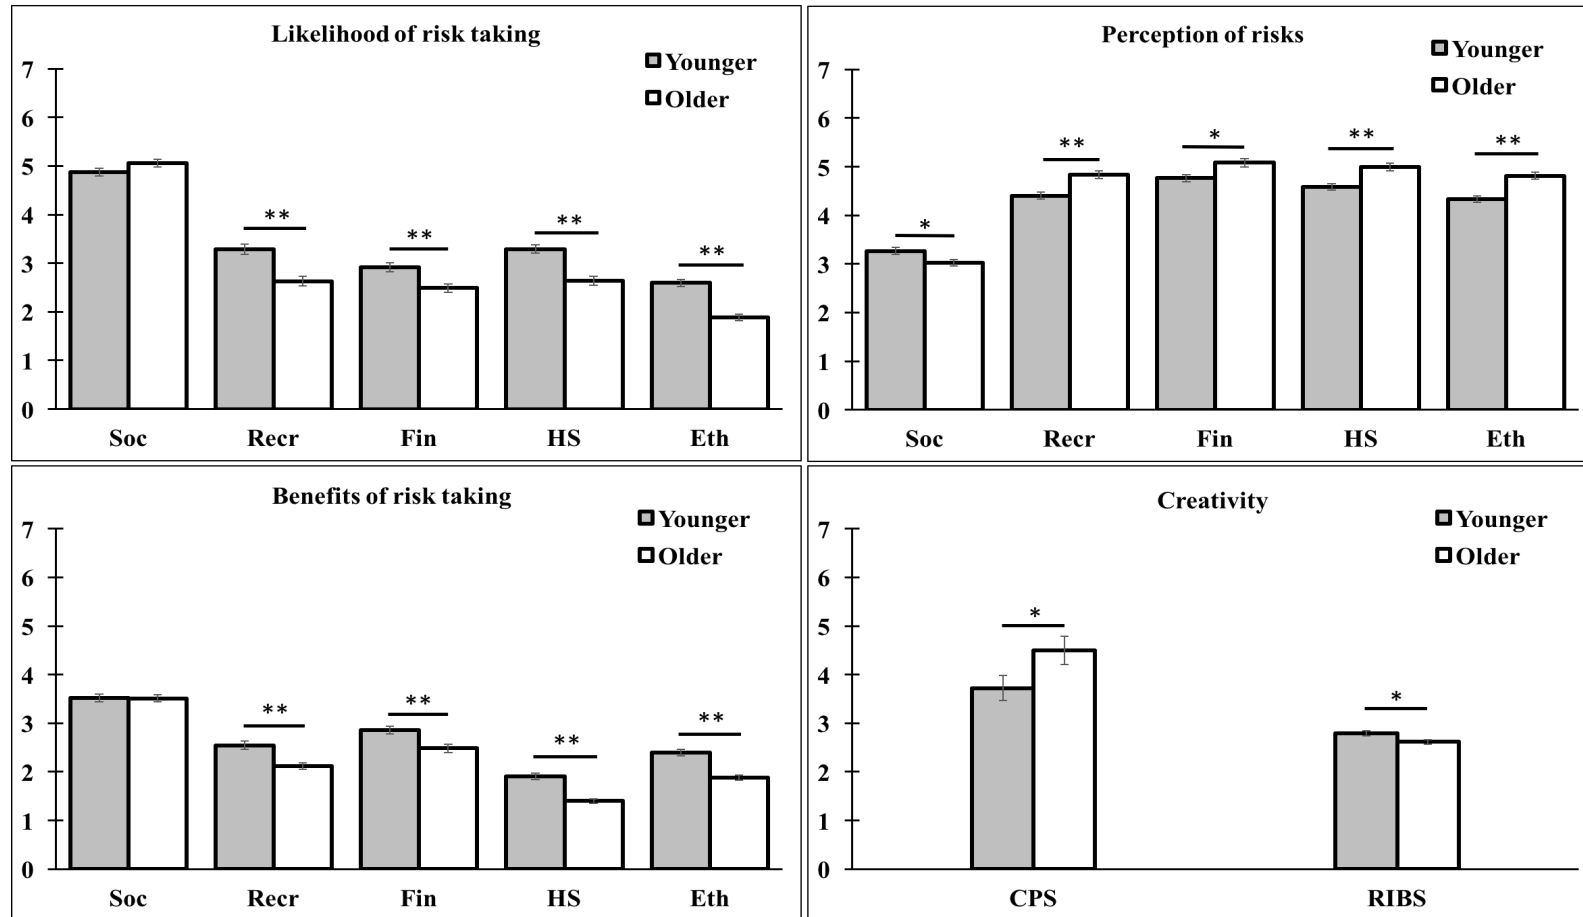 Likelihood of risk taking
Younger
Older
7
6
5
4
3
2
1
0
**
**
**
**
Soc Recr Fin HS Eth
Perception of risks
Younger
Older
7
6
5
4
3
2
1
0
*
**
*
**
**
Soc Recr Fin HS Eth
Benefits of risk taking
Younger
Older
7
6
5
4
3
2
1
0
**
**
**
**
Soc Recr Fin HS Eth
Creativity
Younger
Older
7
6
5
4
3
2
1
0
*
*
CPS RIBS